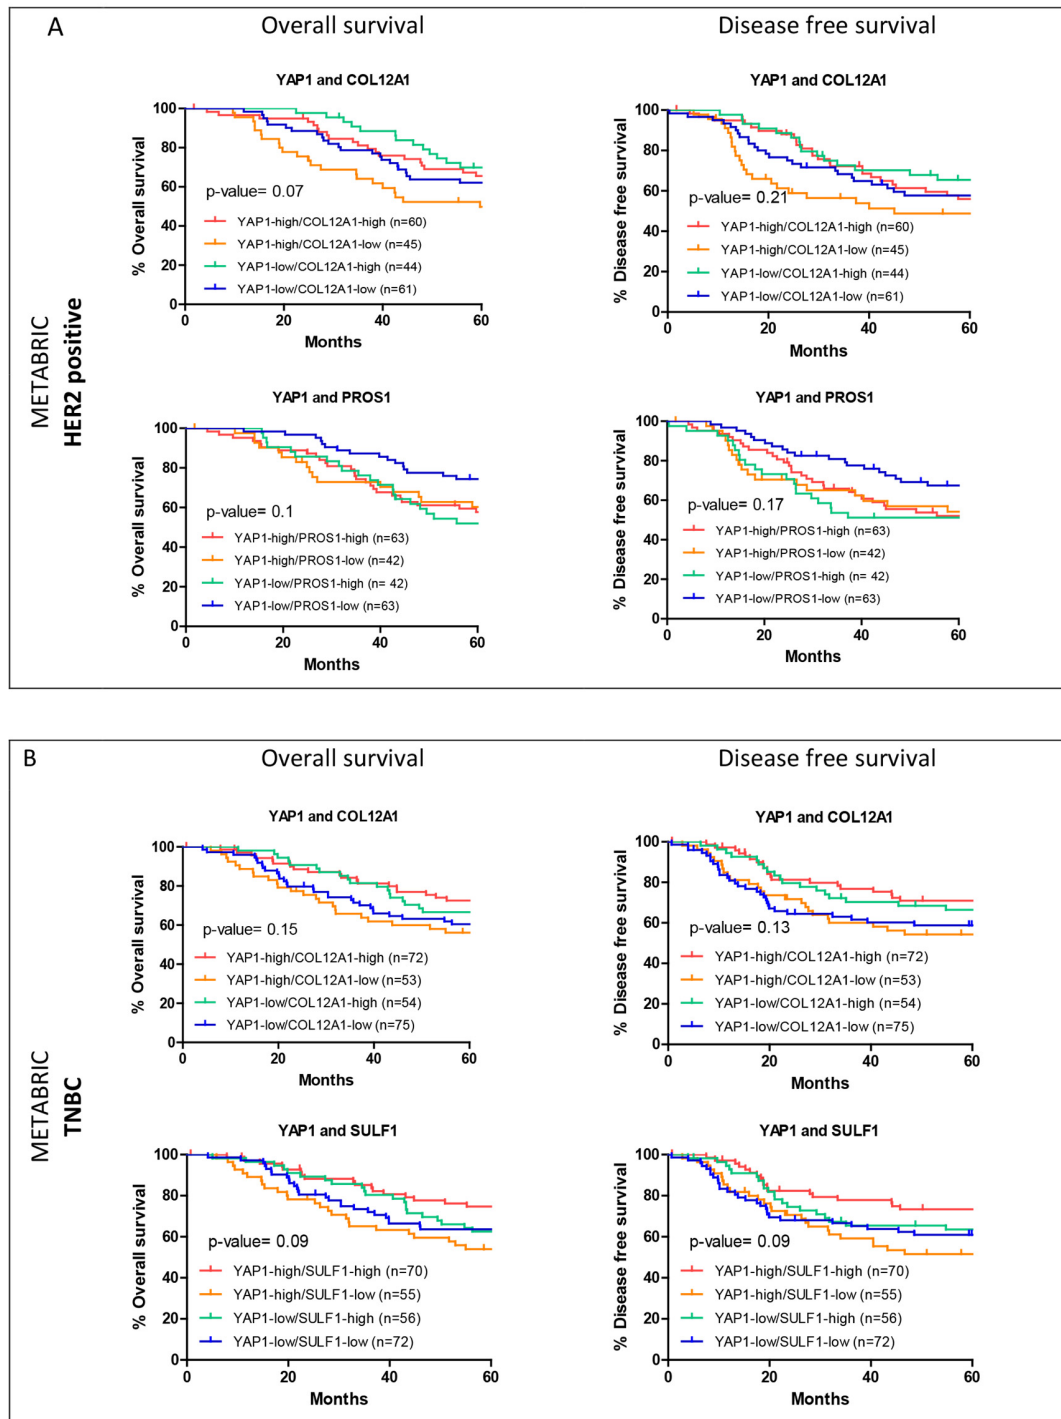 A
Overall survival
Disease free survival
METABRIC
HER2 positive
YAP1 and COL12A1
% Overall survival
100
80
60
40
20
0
p-value= 0.07
YAP1-high/COL12A1-high (n=60)
YAP1-high/COL12A1-low (n=45)
YAP1-low/COL12A1-high (n=44)
YAP1-low/COL12A1-low (n=61)
0 20 40 60
Months
YAP1 and COL12A1
% Disease free survival
100
80
60
40
20
0
p-value= 0.21
YAP1-high/COL12A1-high (n=60)
YAP1-high/COL12A1-low (n=45)
YAP1-low/COL12A1-high (n=44)
YAP1-low/COL12A1-low (n=61)
0 20 40 60
Months
YAP1 and PROS1
% Overall survival
100
80
60
40
20
0
p-value= 0.1
YAP1-high/PROS1-high (n=63)
YAP1-high/PROS1-low (n=42)
YAP1-low/PROS1-high (n= 42)
YAP1-low/PROS1-low (n=63)
0 20 40 60
Months
YAP1 and PROS1
% Disease free survival
100
80
60
40
20
0
p-value= 0.17
YAP1-high/PROS1-high (n=63)
YAP1-high/PROS1-low (n=42)
YAP1-low/PROS1-high (n= 42)
YAP1-low/PROS1-low (n=63)
0 20 40 60
Months
B
Overall survival
Disease free survival
METABRIC
TNBC
YAP1 and COL12A1
% Overall survival
100
80
60
40
20
0
p-value= 0.15
YAP1-high/COL12A1-high (n=72)
YAP1-high/COL12A1-low (n=53)
YAP1-low/COL12A1-high (n=54)
YAP1-low/COL12A1-low (n=75)
0 20 40 60
Months
YAP1 and COL12A1
% Disease free survival
100
80
60
40
20
0
p-value= 0.13
YAP1-high/COL12A1-high (n=72)
YAP1-high/COL12A1-low (n=53)
YAP1-low/COL12A1-high (n=54)
YAP1-low/COL12A1-low (n=75)
0 20 40 60
Months
YAP1 and SULF1
% Overall survival
100
80
60
40
20
0
p-value= 0.09
YAP1-high/SULF1-high (n=70)
YAP1-high/SULF1-low (n=55)
YAP1-low/SULF1-high (n=56)
YAP1-low/SULF1-low (n=72)
0 20 40 60
Months
YAP1 and SULF1
% Disease free survival
100
80
60
40
20
0
p-value= 0.09
YAP1-high/SULF1-high (n=70)
YAP1-high/SULF1-low (n=55)
YAP1-low/SULF1-high (n=56)
YAP1-low/SULF1-low (n=72)
0 20 40 60
Months